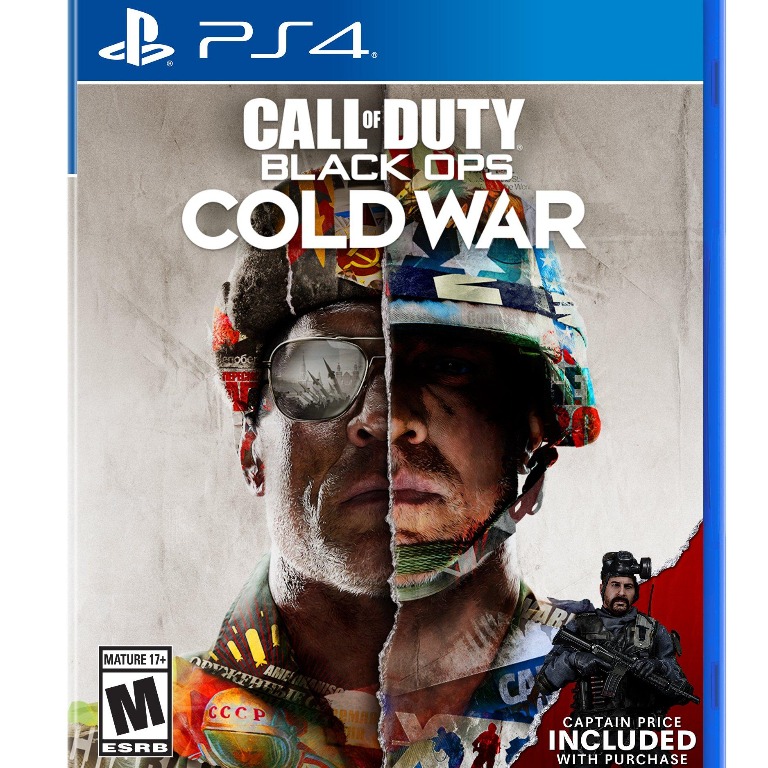 PS4
CALL OF DUTY
BLACK OPS
COLD WAR
CCCP
MATURE 17+
M
ESRB
CAPTAIN PRICE
INCLUDED
WITH PURCHASE